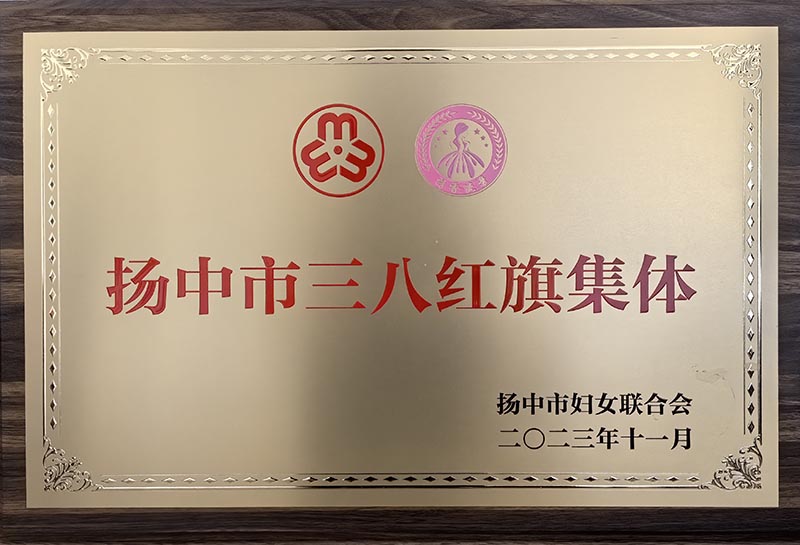 扬中市三八红旗集体
扬中市妇女联合会
二〇二三年十一月